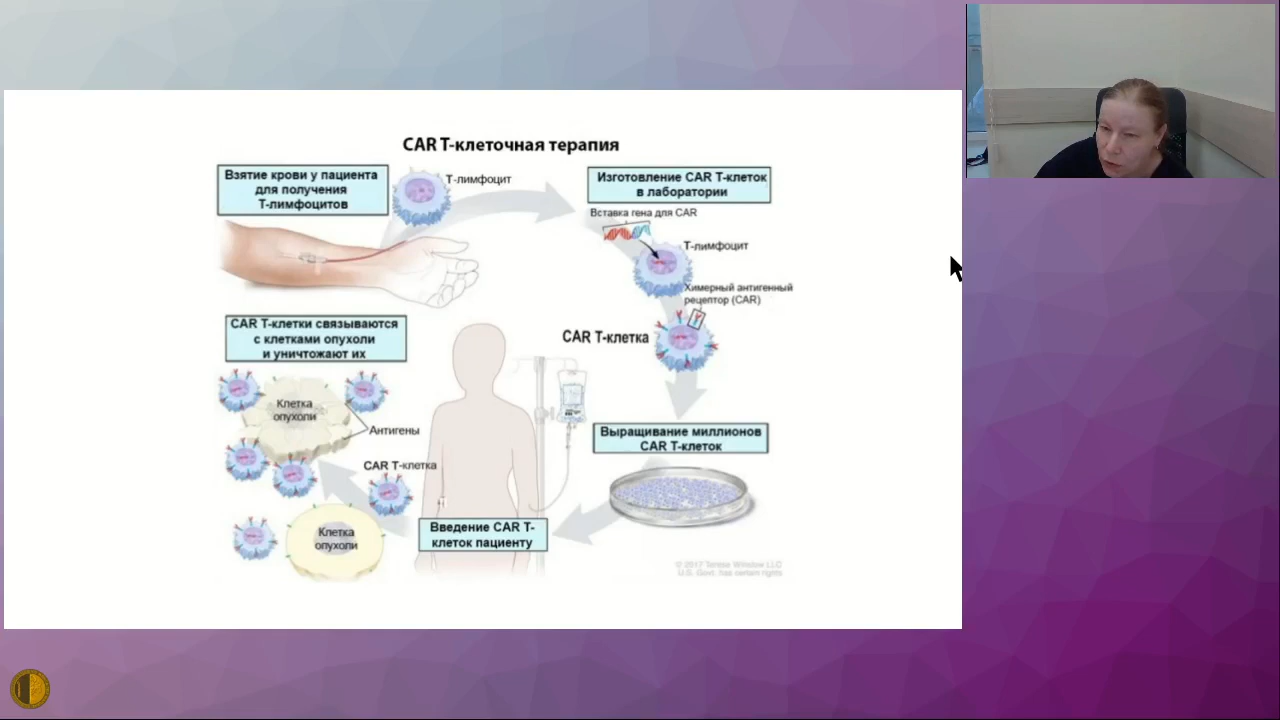 CAR T-клеточная терапия
Взятие крови у пациента
для получения
Т-лимфоцитов
Т-лимфоцит
Изготовление CAR Т-клеток
в лаборатории
Вставка гена для CAR
Т-лимфоцит
Химерный антигенный
рецептор (CAR)
CAR Т-клетка
Выращивание миллионов
CAR Т-клеток
Введение CAR Т-
клеток пациенту
CAR Т-клетки связываются
с клетками опухоли
и уничтожают их
Клетка
опухоли
Антигены
CAR Т-клетка
Клетка
опухоли
© 2017 Terese Winslow LLC
U.S. Govt. has certain rights